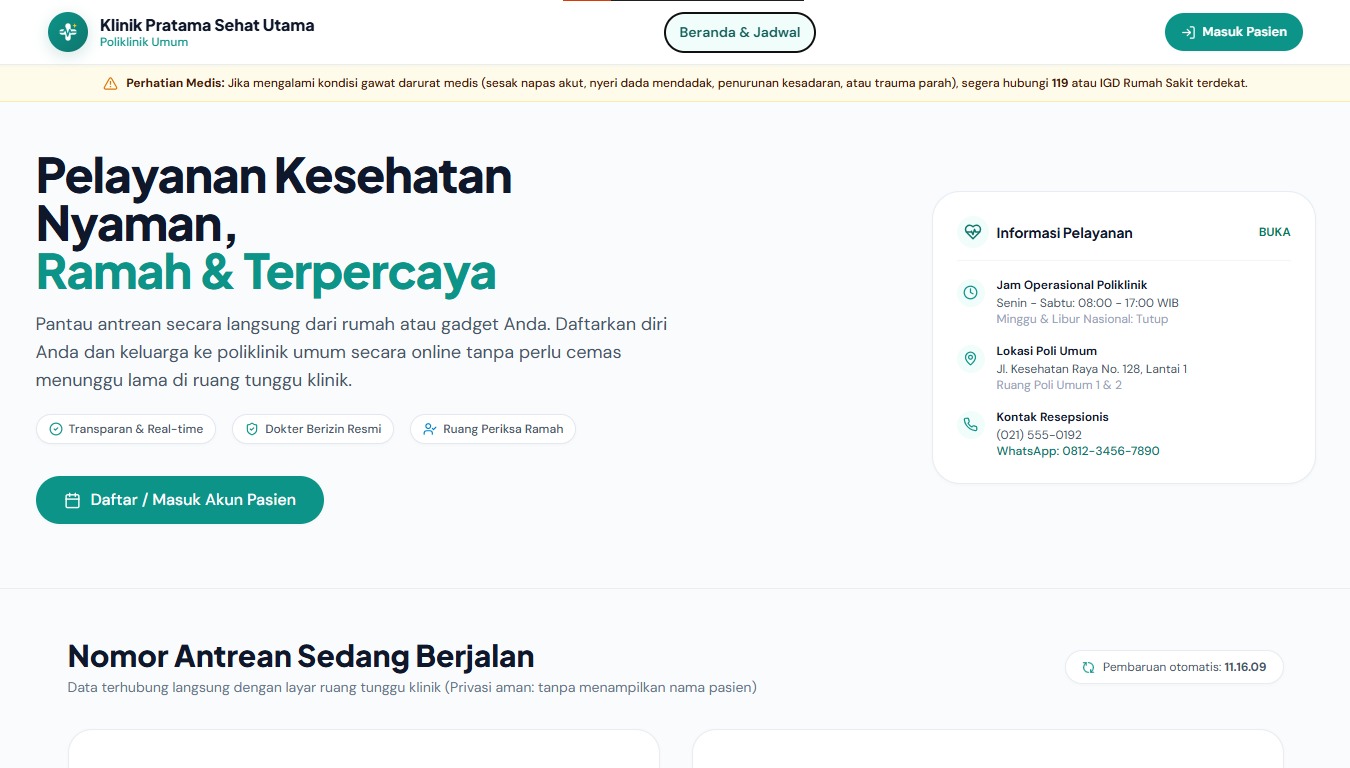 Klinik Pratama Sehat Utama
Poliklinik Umum
Beranda & Jadwal
Masuk Pasien
Perhatian Medis: Jika mengalami kondisi gawat darurat medis (sesak napas akut, nyeri dada mendadak, penurunan kesadaran, atau trauma parah), segera hubungi 119 atau IGD Rumah Sakit terdekat.
Pelayanan Kesehatan
Nyaman,
Ramah & Terpercaya
Pantau antrean secara langsung dari rumah atau gadget Anda. Daftarkan diri
Anda dan keluarga ke poliklinik umum secara online tanpa perlu cemas
menunggu lama di ruang tunggu klinik.
Transparan & Real-time
Dokter Berizin Resmi
Ruang Periksa Ramah
Daftar / Masuk Akun Pasien
Informasi Pelayanan
BUKA
Jam Operasional Poliklinik
Senin - Sabtu: 08:00 - 17:00 WIB
Minggu & Libur Nasional: Tutup
Lokasi Poli Umum
Jl. Kesehatan Raya No. 128, Lantai 1
Ruang Poli Umum 1 & 2
Kontak Resepsionis
(021) 555-0192
WhatsApp: 0812-3456-7890
Nomor Antrean Sedang Berjalan
Data terhubung langsung dengan layar ruang tunggu klinik (Privasi aman: tanpa menampilkan nama pasien)
Pembaruan otomatis: 11.16.09